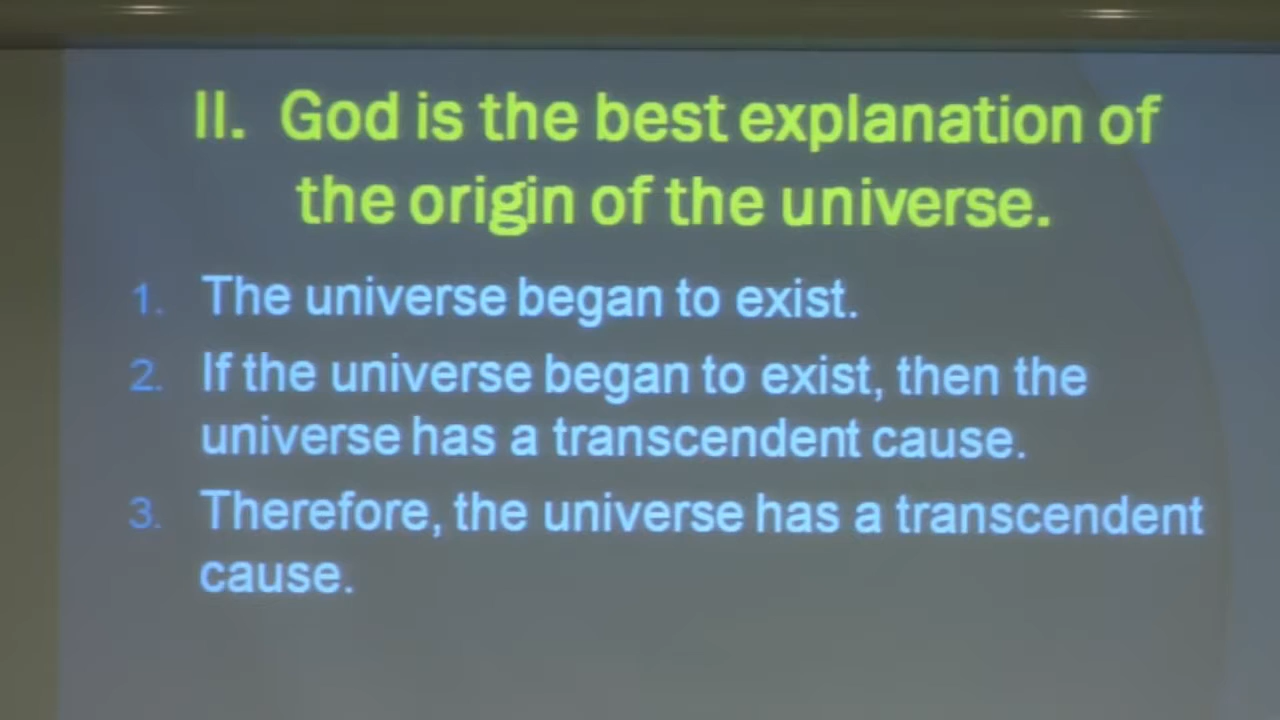 II. God is the best explanation of
the origin of the universe.
1. The universe began to exist.
2. If the universe began to exist, then the
universe has a transcendent cause.
3. Therefore, the universe has a transcendent
cause.